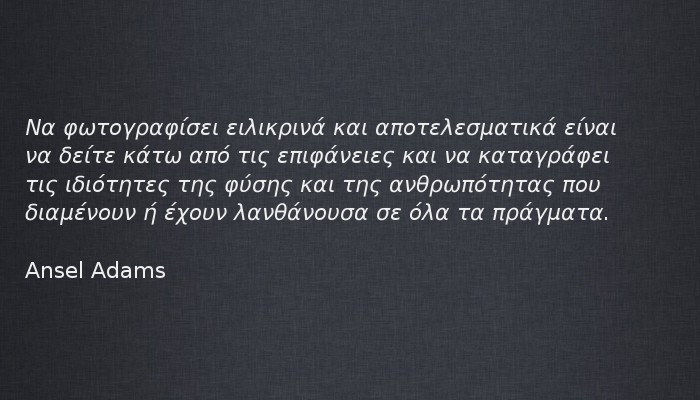 Να φωτογραφίσει ειλικρινά και αποτελεσματικά είναι
να δείτε κάτω από τις επιφάνειες και να καταγράφει
τις ιδιότητες της φύσης και της ανθρωπότητας που
διαμένουν ή έχουν λανθάνουσα σε όλα τα πράγματα.
Ansel Adams